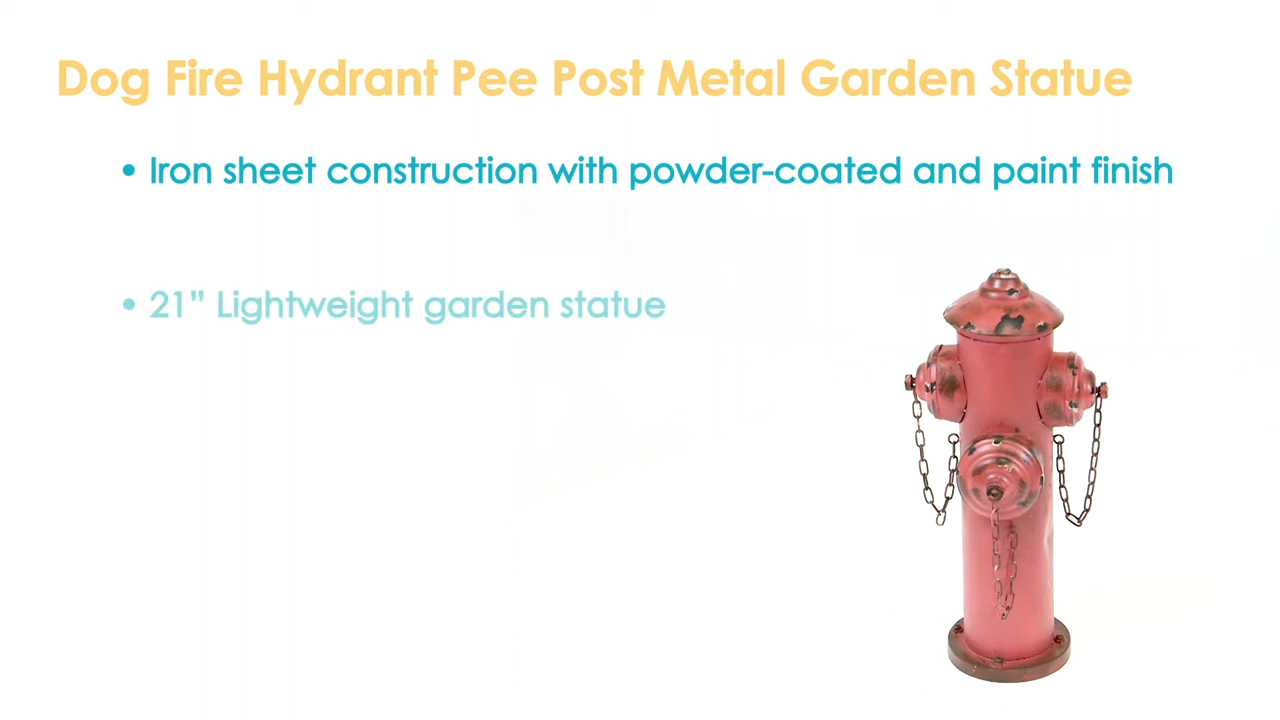 Dog Fire Hydrant Pee Post Metal Garden Statue
• Iron sheet construction with powder-coated and paint finish
• 21” Lightweight garden statue